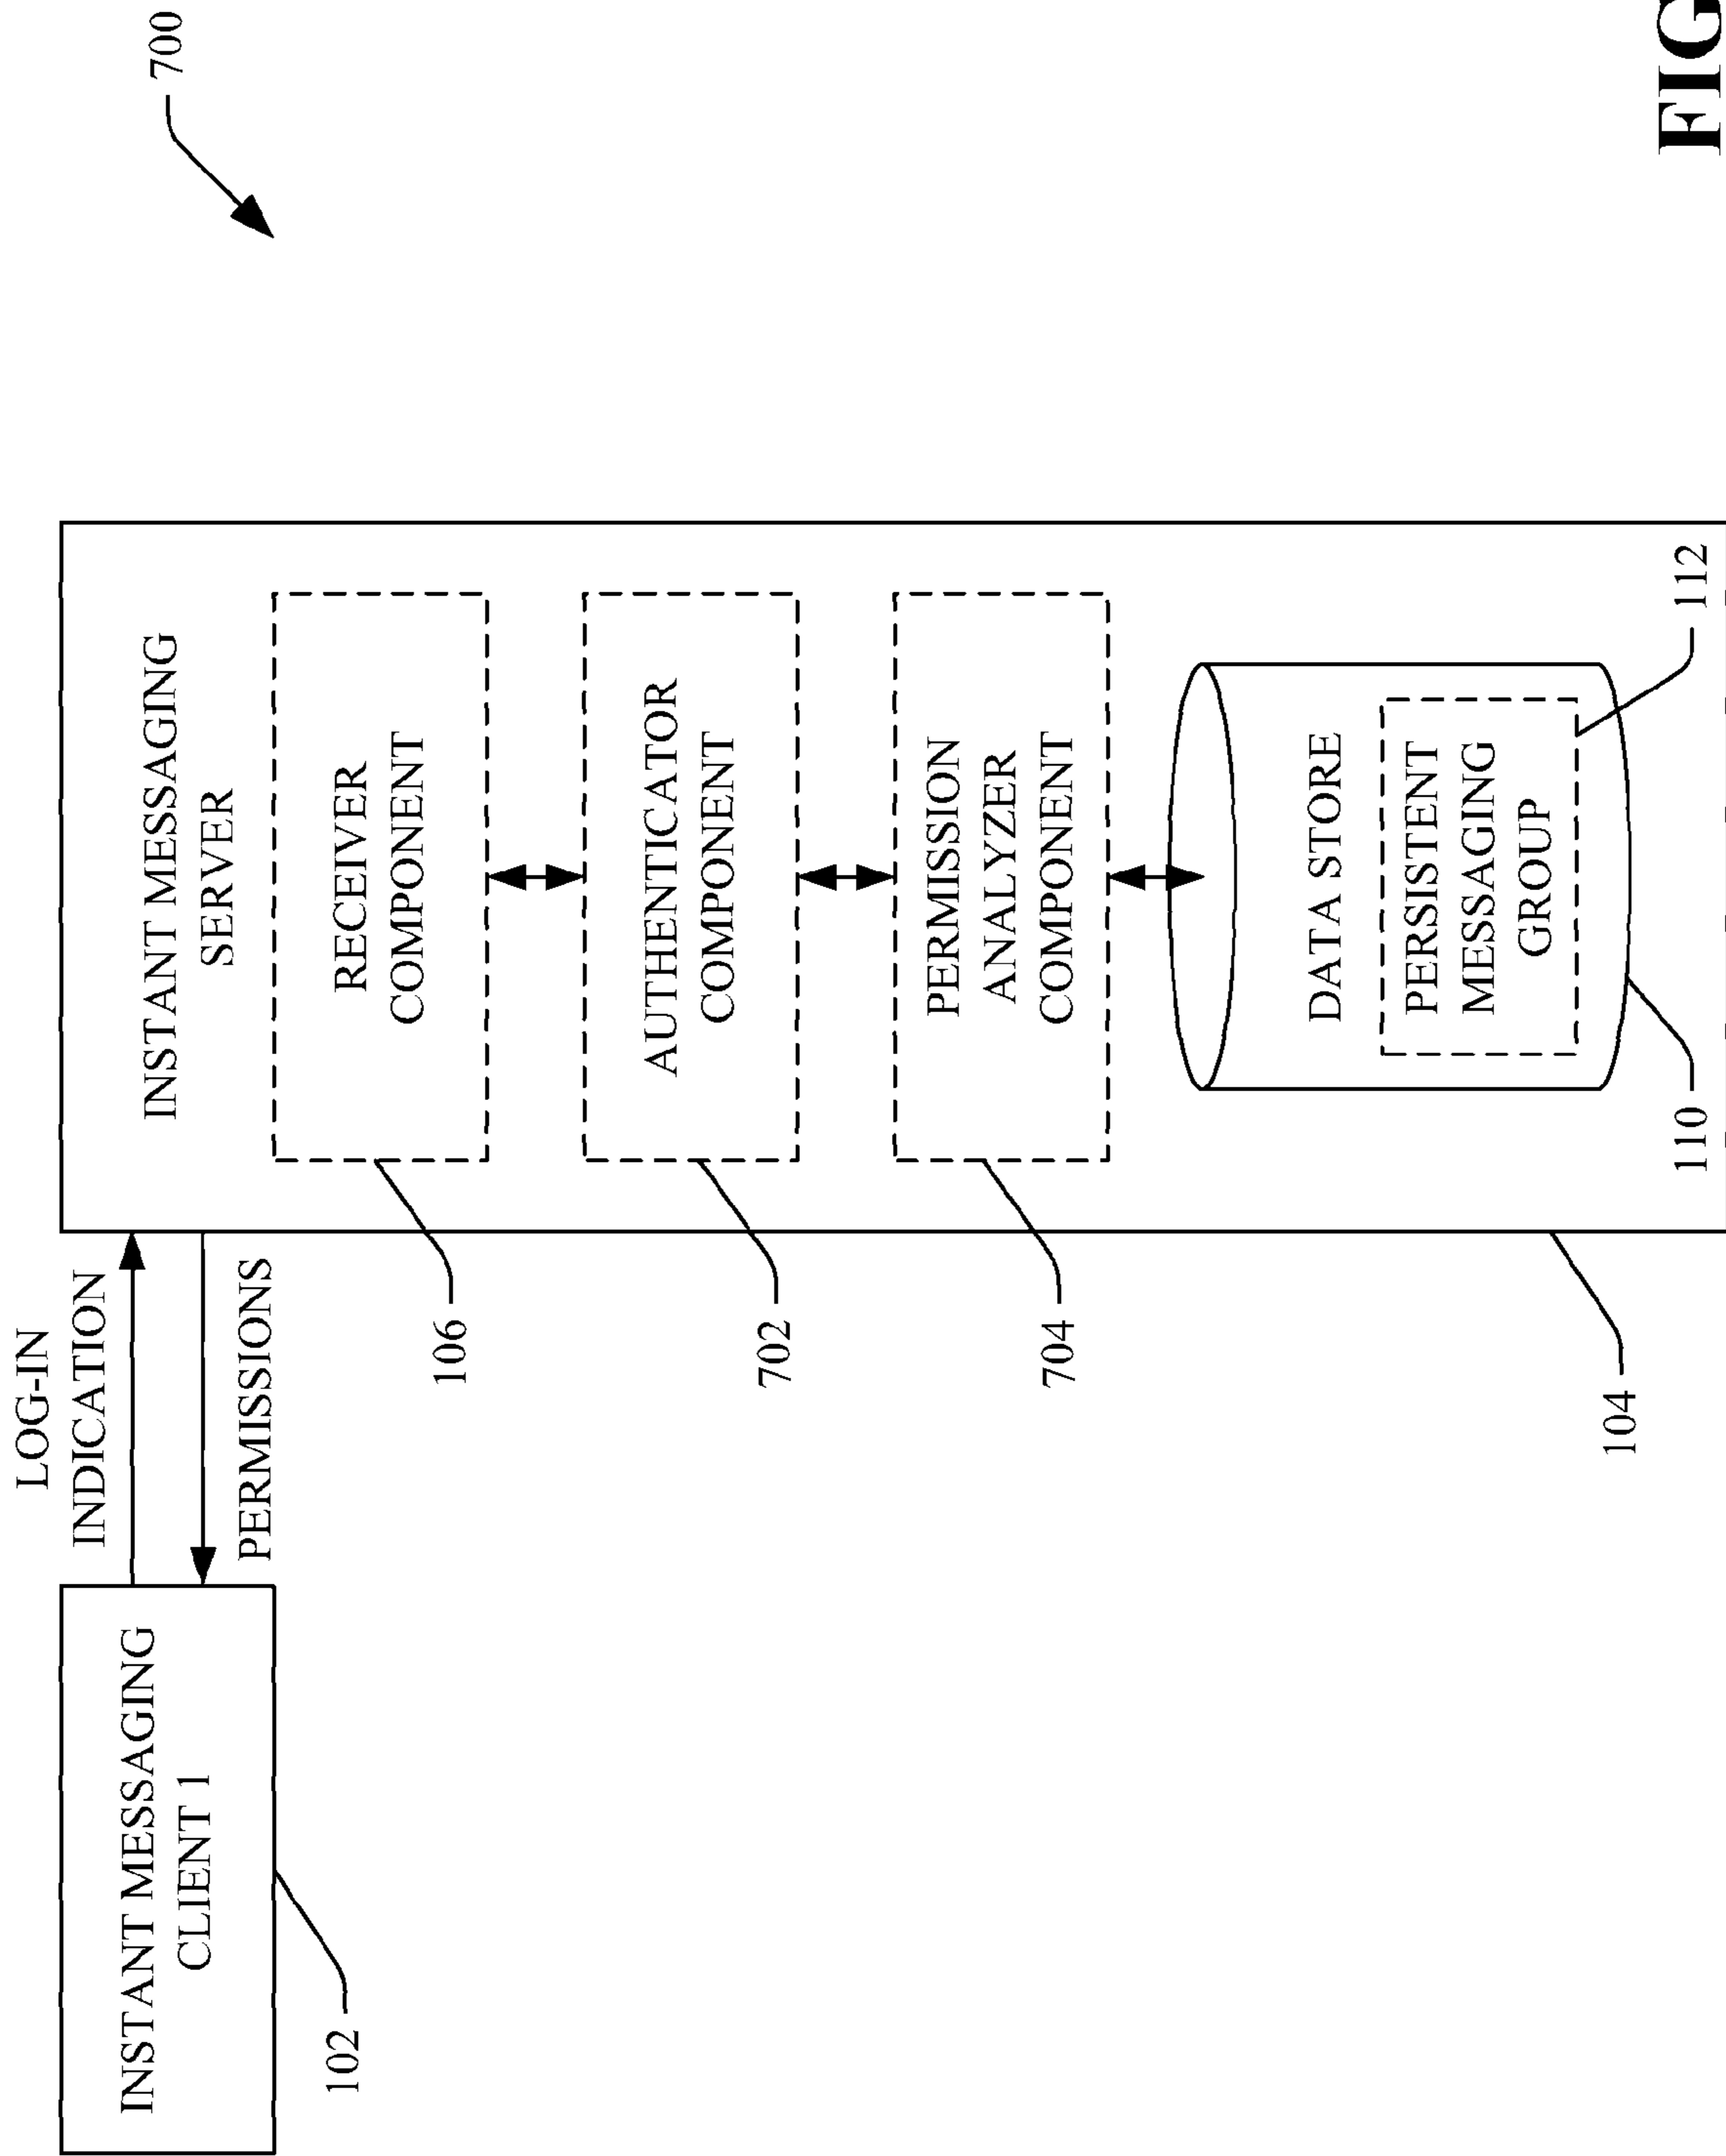 700
LOG-IN
INDICATION
PERMISSIONS
INSTANT MESSAGING
CLIENT 1
102
INSTANT MESSAGING
SERVER
RECEIVER
COMPONENT
106
AUTHENTICATOR
COMPONENT
702
PERMISSION
ANALYZER
COMPONENT
704
DATA STORE
PERSISTENT
MESSAGING
GROUP
112
110
104
FIG